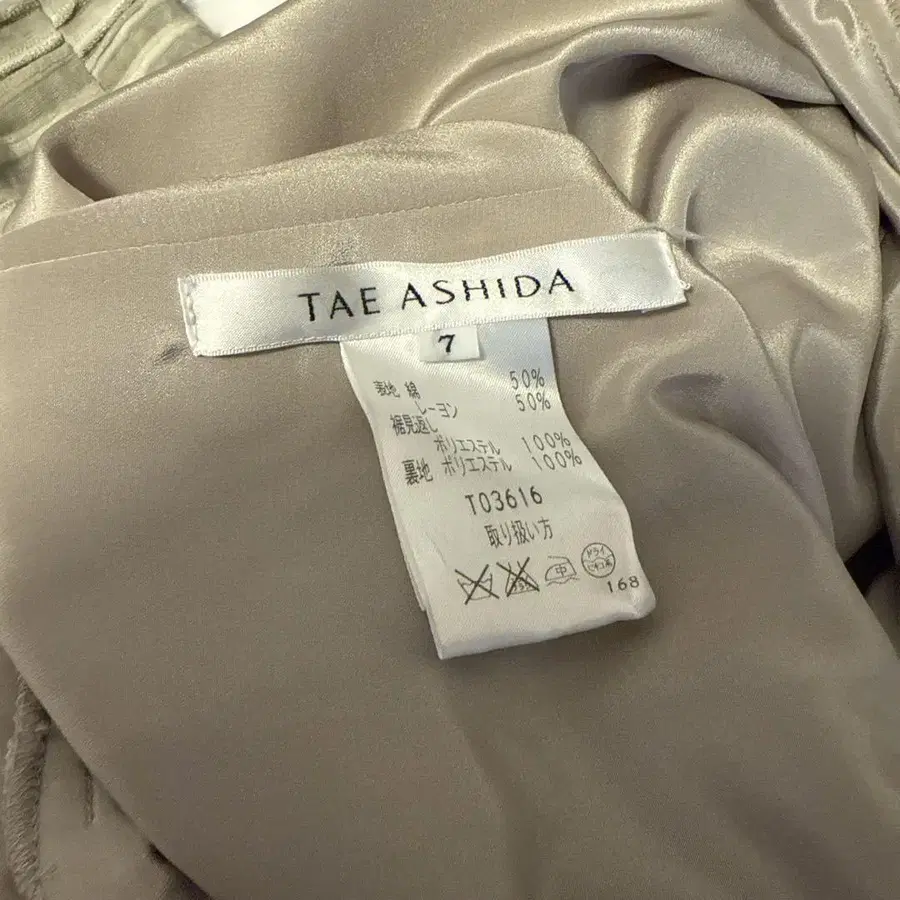 TAE ASHIDA
7
表地 綿 50%
レーヨン 50%
裾見返し
ポリエステル 100%
裏地 ポリエステル 100%
T03616
取り扱い方
中 ドライ
168